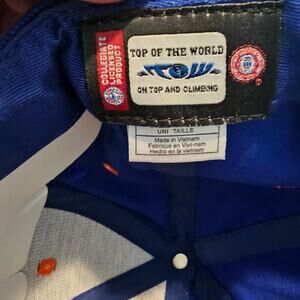 COLLEGIATE
LICENSED
PRODUCT
TOP OF THE WORLD
TOW
ON TOP AND CLIMBING
UNI TAILLE
Made in Vietnam
Fabriqué en Viet-nam
Hecho en la vietnam